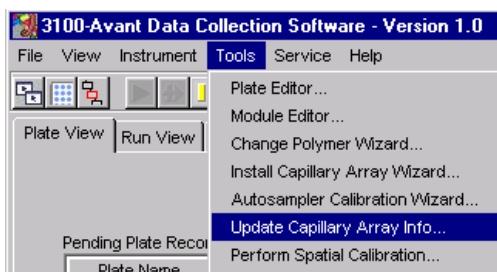 3100-Avant Data Collection Software - Version 1.0
File View Instrument Tools Service Help
Plate Editor...
Module Editor...
Plate View Run View
Change Polymer Wizard...
Install Capillary Array Wizard...
Autosampler Calibration Wizard...
Update Capillary Array Info...
Pending Plate Recor
Perform Spatial Calibration...
Plate Name